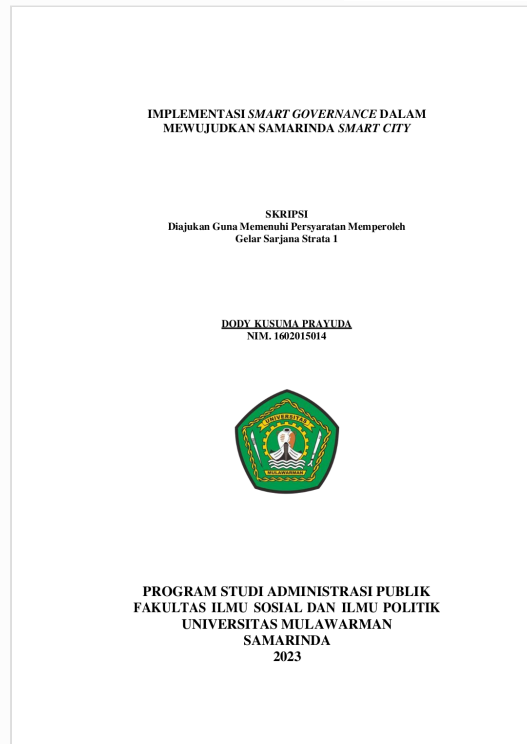 IMPLEMENTASI SMART GOVERNANCE DALAM
MEWUJUDKAN SAMARINDA SMART CITY
SKRIPSI
Diajukan Guna Memenuhi Persyaratan Memperoleh
Gelar Sarjana Strata 1
DODY KUSUMA PRAYUDA
NIM. 1602015014
UNIVERSITAS
MULAWARMAN
PROGRAM STUDI ADMINISTRASI PUBLIK
FAKULTAS ILMU SOSIAL DAN ILMU POLITIK
UNIVERSITAS MULAWARMAN
SAMARINDA
2023